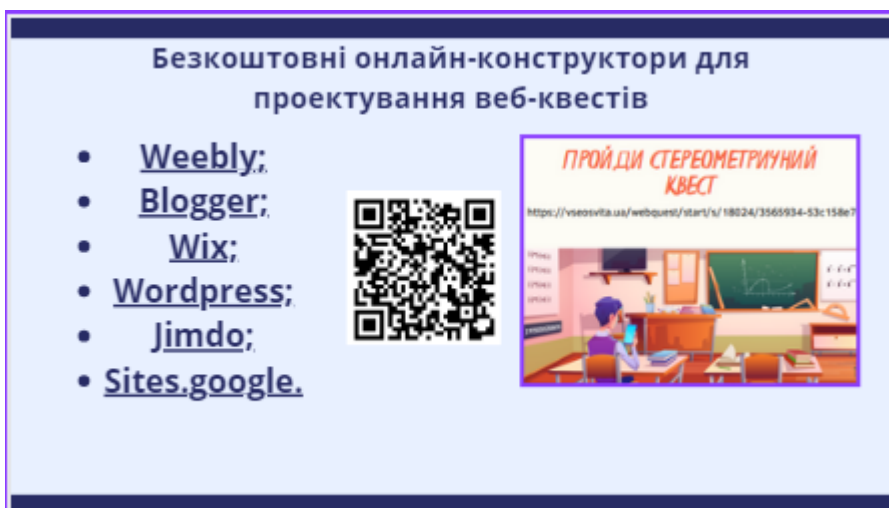 Безкоштовні онлайн-конструктори для
проектування веб-квестів
Weebly;
Blogger;
Wix;
Wordpress;
Jimdo;
Sites.google.
ПРОЙДИ СТЕРЕОМЕТРИЧНИЙ
КВЕСТ
https://vseosvita.ua/webquest/start/s/18024/3565934-53c158e7